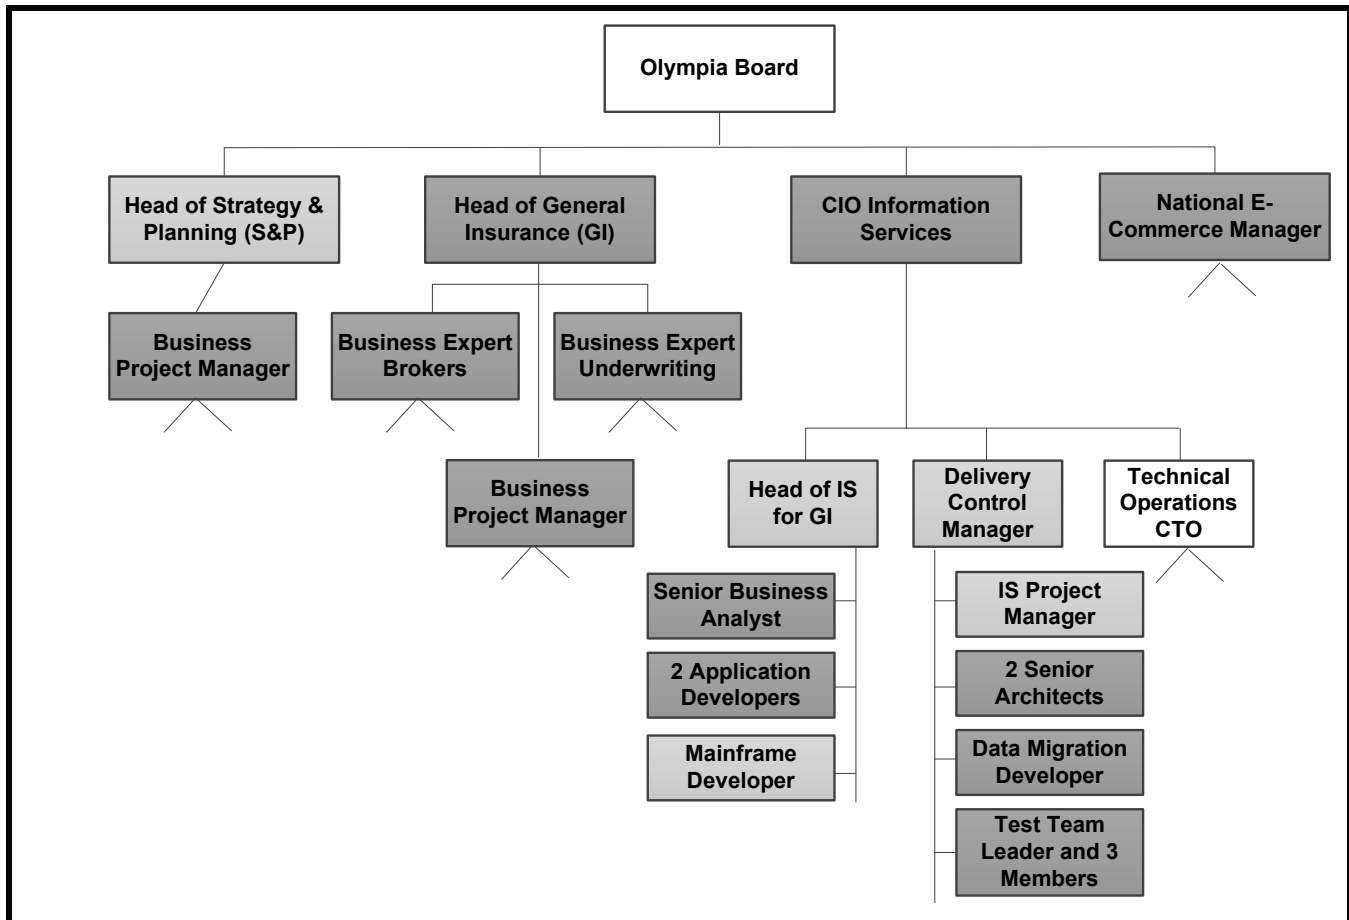 Olympia Board
Head of Strategy &
Planning (S&P)
Head of General
Insurance (GI)
CIO Information
Services
National E-
Commerce Manager
Business
Project Manager
Business Expert
Brokers
Business Expert
Underwriting
Business
Project Manager
Head of IS
for GI
Delivery
Control
Manager
Technical
Operations
CTO
Senior Business
Analyst
2 Application
Developers
Mainframe
Developer
IS Project
Manager
2 Senior
Architects
Data Migration
Developer
Test Team
Leader and 3
Members